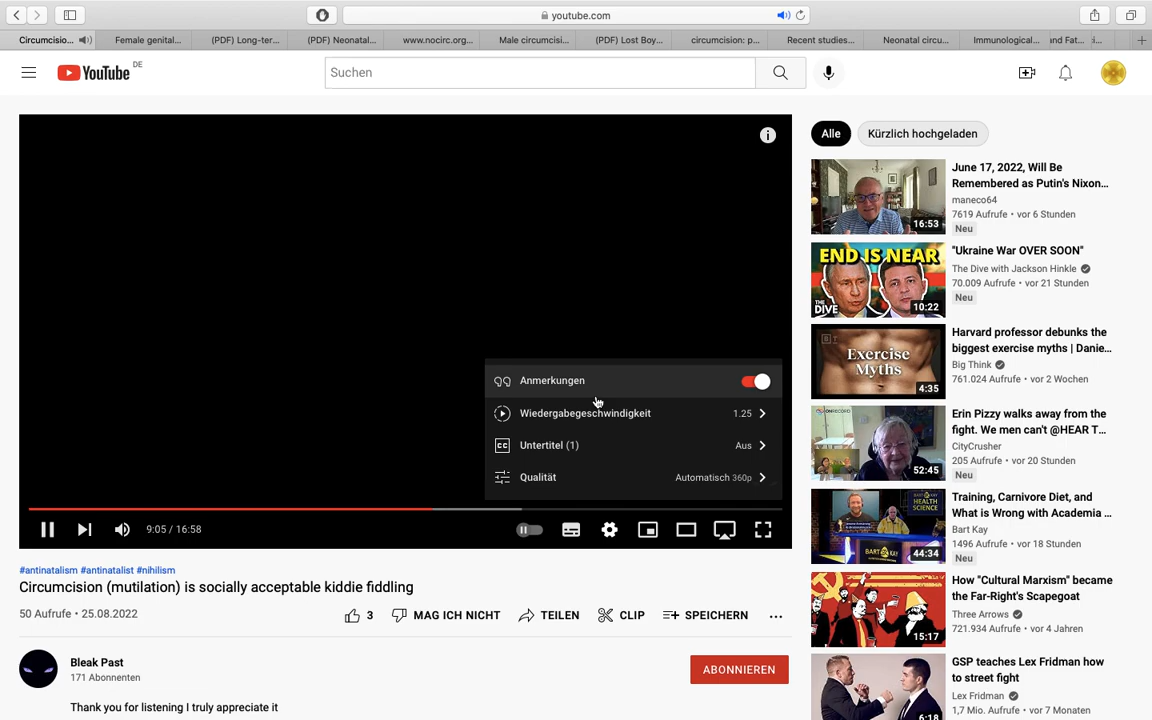 youtube.com
Circumcisio...
Female genital...
(PDF) Long-ter...
(PDF) Neonatal...
www.nocirc.org...
Male circumcisi...
(PDF) Lost Boy...
circumcision: p...
Recent studies...
Neonatal circu...
Immunological...
and Fat...
YouTube DE
Suchen
Alle
Kürzlich hochgeladen
June 17, 2022, Will Be
Remembered as Putin's Nixon...
maneco64
7619 Aufrufe • vor 6 Stunden
Neu
16:53
END IS NEAR
THE DIVE
10:22
"Ukraine War OVER SOON"
The Dive with Jackson Hinkle
70.009 Aufrufe • vor 21 Stunden
Neu
BT
Exercise
Myths
4:35
Harvard professor debunks the
biggest exercise myths | Danie...
Big Think
761.024 Aufrufe • vor 2 Wochen
52:45
Erin Pizzy walks away from the
fight. We men can't @HEAR T...
CityCrusher
205 Aufrufe • vor 20 Stunden
Neu
BART KAY
HEALTH
SCIENCE
44:34
Training, Carnivore Diet, and
What is Wrong with Academia ...
Bart Kay
1496 Aufrufe • vor 18 Stunden
Neu
15:17
How "Cultural Marxism" became
the Far-Right's Scapegoat
Three Arrows
721.934 Aufrufe • vor 4 Jahren
6:18
GSP teaches Lex Fridman how
to street fight
Lex Fridman
1,7 Mio. Aufrufe • vor 7 Monaten
Anmerkungen
Wiedergabegeschwindigkeit 1.25
Untertitel (1) Aus
Qualität Automatisch 360p
9:05 / 16:58
#antinatalism #antinatalist #nihilism
Circumcision (mutilation) is socially acceptable kiddie fiddling
50 Aufrufe • 25.08.2022
3 MAG ICH NICHT TEILEN CLIP SPEICHERN ...
Bleak Past
171 Abonnenten
ABONNIEREN
Thank you for listening I truly appreciate it